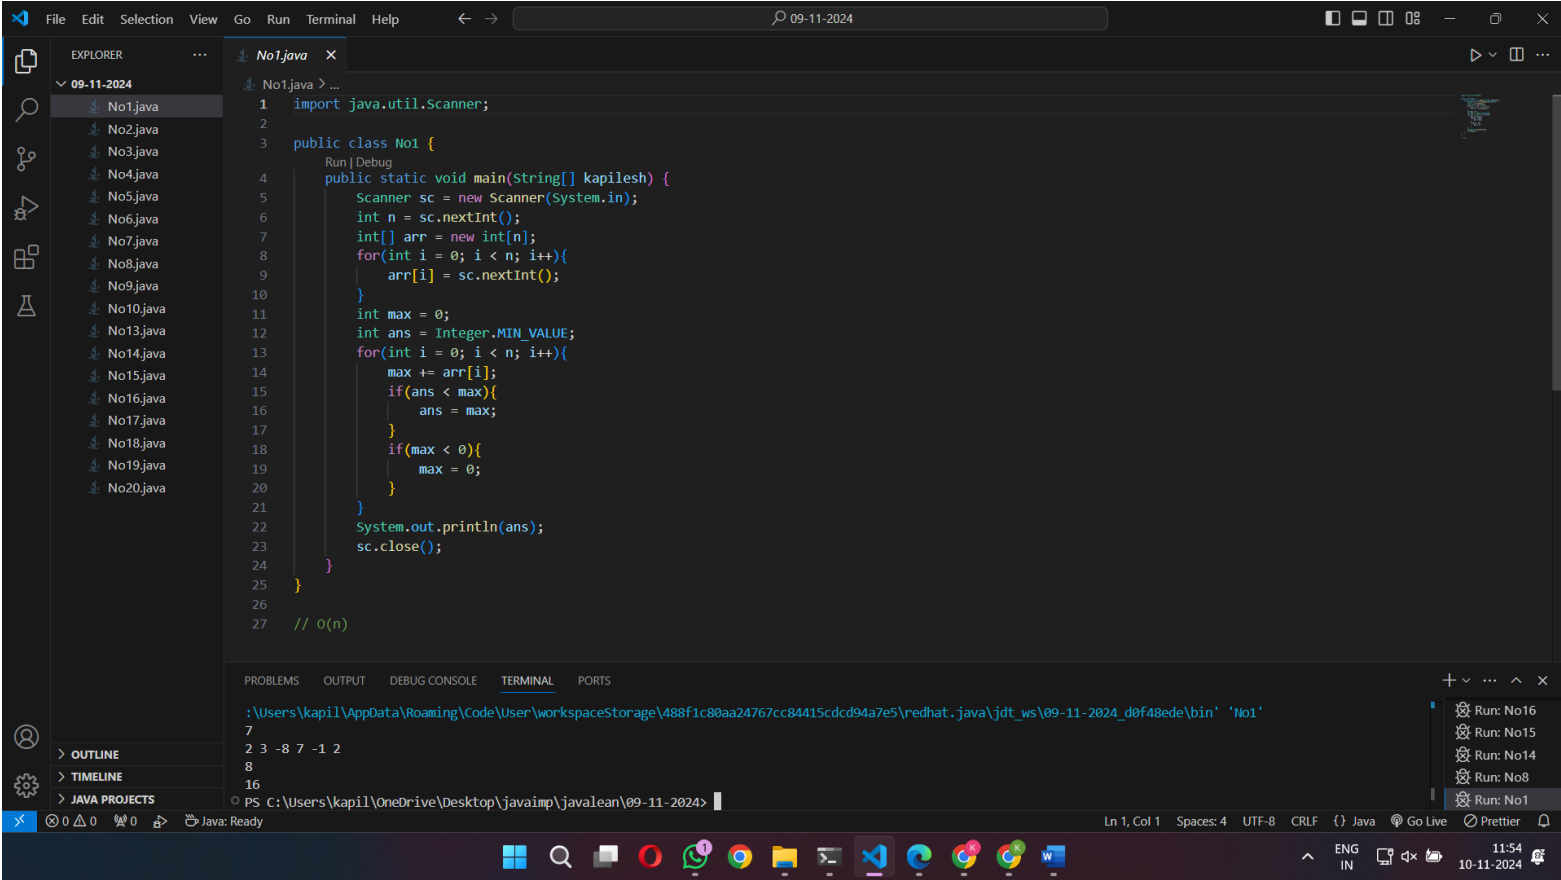 File Edit Selection View Go Run Terminal Help
09-11-2024
EXPLORER
09-11-2024
No1.java
No2.java
No3.java
No4.java
No5.java
No6.java
No7.java
No8.java
No9.java
No10.java
No13.java
No14.java
No15.java
No16.java
No17.java
No18.java
No19.java
No20.java
OUTLINE
TIMELINE
JAVA PROJECTS
No1.java
No1.java > ...
1 import java.util.Scanner;
2
3 public class No1 {
Run | Debug
4 public static void main(String[] kapilesh) {
5 Scanner sc = new Scanner(System.in);
6 int n = sc.nextInt();
7 int[] arr = new int[n];
8 for(int i = 0; i < n; i++){
9 arr[i] = sc.nextInt();
10 }
11 int max = 0;
12 int ans = Integer.MIN_VALUE;
13 for(int i = 0; i < n; i++){
14 max += arr[i];
15 if(ans < max){
16 ans = max;
17 }
18 if(max < 0){
19 max = 0;
20 }
21 }
22 System.out.println(ans);
23 sc.close();
24 }
25 }
26
27 // O(n)
PROBLEMS OUTPUT DEBUG CONSOLE TERMINAL PORTS
:\Users\kapil\AppData\Roaming\Code\User\workspaceStorage\488f1c80aa24767cc84415cdcd94a7e5\redhat.java\jdt_ws\09-11-2024_d0f48ede\bin' 'No1'
7
2 3 -8 7 -1 2
8
16
PS C:\Users\kapil\OneDrive\Desktop\javaimp\javalean\09-11-2024>
Run: No16
Run: No15
Run: No14
Run: No8
Run: No1
0 0 0 Java: Ready Ln 1, Col 1 Spaces: 4 UTF-8 CRLF {} Java Go Live Prettier
1 K K W
ENG
IN
11:54
10-11-2024